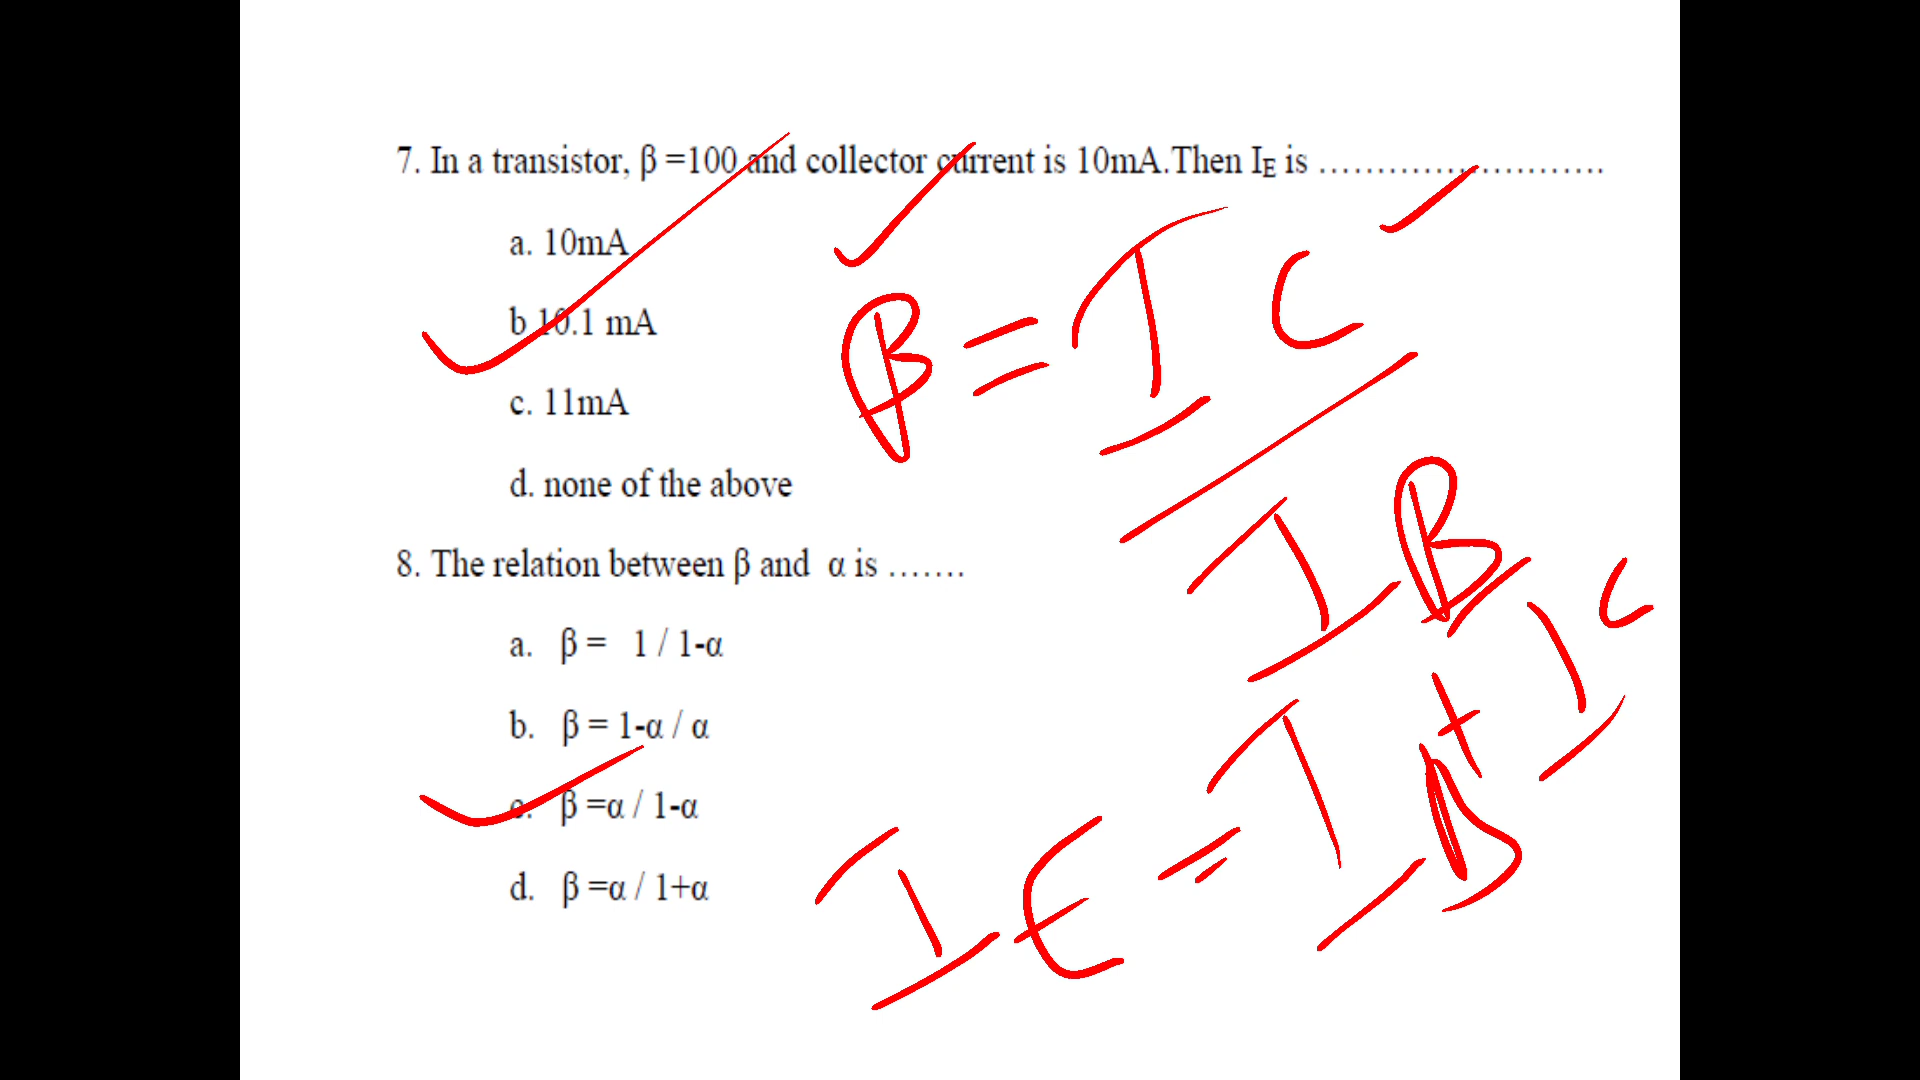 7. In a transistor, β =100 and collector current is 10mA.Then IE is ……………………….
a. 10mA
b 10.1 mA
c. 11mA
d. none of the above
β = IC
IB
8. The relation between β and α is …….
a. β = 1 / 1-α
b. β = 1-α / α
c. β =α / 1-α
d. β =α / 1+α
IE = IB + IC